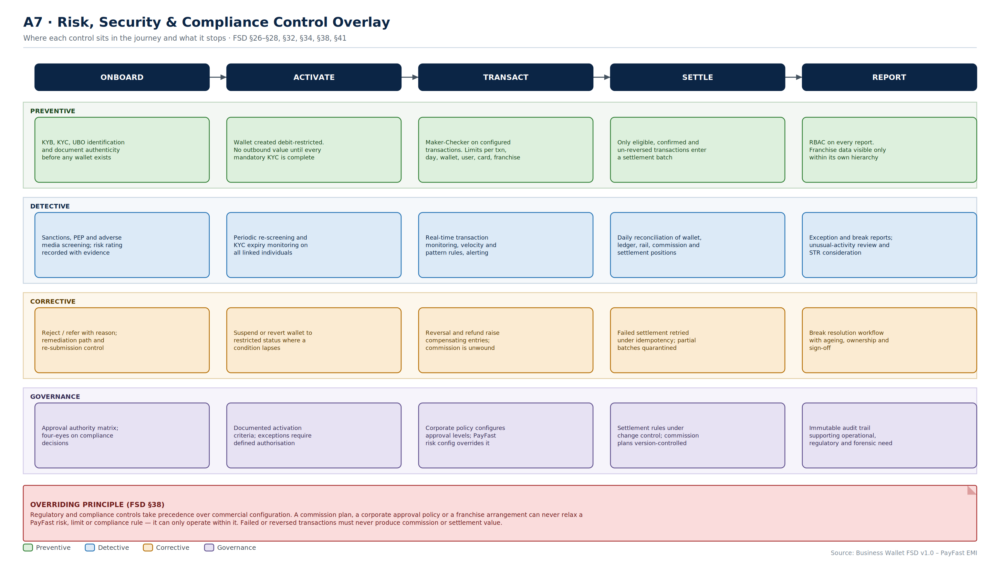 A7 · Risk, Security & Compliance Control Overlay
Where each control sits in the journey and what it stops · FSD §26–§28, §32, §34, §38, §41
ONBOARD
ACTIVATE
TRANSACT
SETTLE
REPORT
PREVENTIVE
KYB, KYC, UBO identification
and document authenticity
before any wallet exists
Wallet created debit-restricted.
No outbound value until every
mandatory KYC is complete
Maker-Checker on configured
transactions. Limits per txn,
day, wallet, user, card, franchise
Only eligible, confirmed and
un-reversed transactions enter
a settlement batch
RBAC on every report.
Franchise data visible only
within its own hierarchy
DETECTIVE
Sanctions, PEP and adverse
media screening; risk rating
recorded with evidence
Periodic re-screening and
KYC expiry monitoring on
all linked individuals
Real-time transaction
monitoring, velocity and
pattern rules, alerting
Daily reconciliation of wallet,
ledger, rail, commission and
settlement positions
Exception and break reports;
unusual-activity review and
STR consideration
CORRECTIVE
Reject / refer with reason;
remediation path and
re-submission control
Suspend or revert wallet to
restricted status where a
condition lapses
Reversal and refund raise
compensating entries;
commission is unwound
Failed settlement retried
under idempotency; partial
batches quarantined
Break resolution workflow
with ageing, ownership and
sign-off
GOVERNANCE
Approval authority matrix;
four-eyes on compliance
decisions
Documented activation
criteria; exceptions require
defined authorisation
Corporate policy configures
approval levels; PayFast
risk config overrides it
Settlement rules under
change control; commission
plans version-controlled
Immutable audit trail
supporting operational,
regulatory and forensic need
OVERRIDING PRINCIPLE (FSD §38)
Regulatory and compliance controls take precedence over commercial configuration. A commission plan, a corporate approval policy or a franchise arrangement can never relax a
PayFast risk, limit or compliance rule — it can only operate within it. Failed or reversed transactions must never produce commission or settlement value.
Preventive
Detective
Corrective
Governance
Source: Business Wallet FSD v1.0 – PayFast EMI